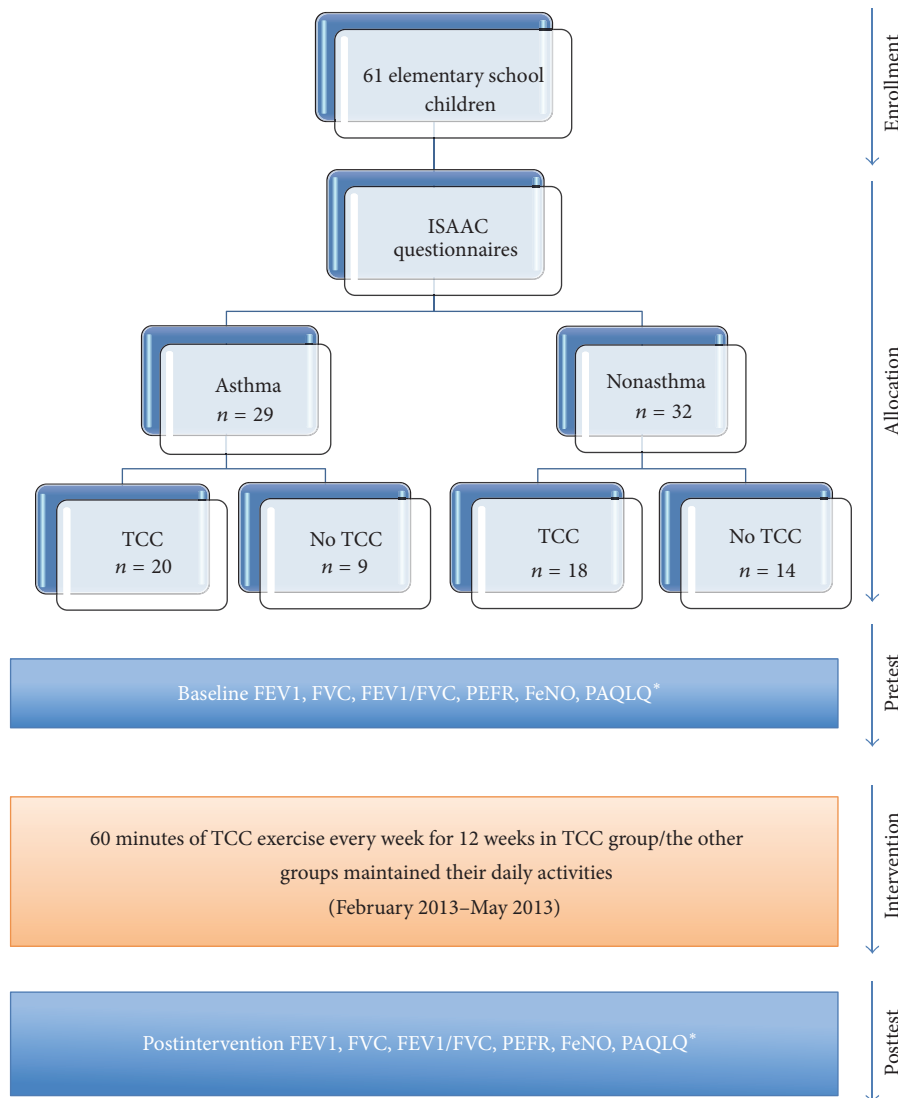 61 elementary school
children
Enrollment
ISAAC
questionnaires
Asthma
n = 29
Nonasthma
n = 32
TCC
n = 20
No TCC
n = 9
TCC
n = 18
No TCC
n = 14
Allocation
Baseline FEV1, FVC, FEV1/FVC, PEFR, FeNO, PAQLQ*
Pretest
60 minutes of TCC exercise every week for 12 weeks in TCC group/the other
groups maintained their daily activities
(February 2013–May 2013)
Intervention
Postintervention FEV1, FVC, FEV1/FVC, PEFR, FeNO, PAQLQ*
Posttest